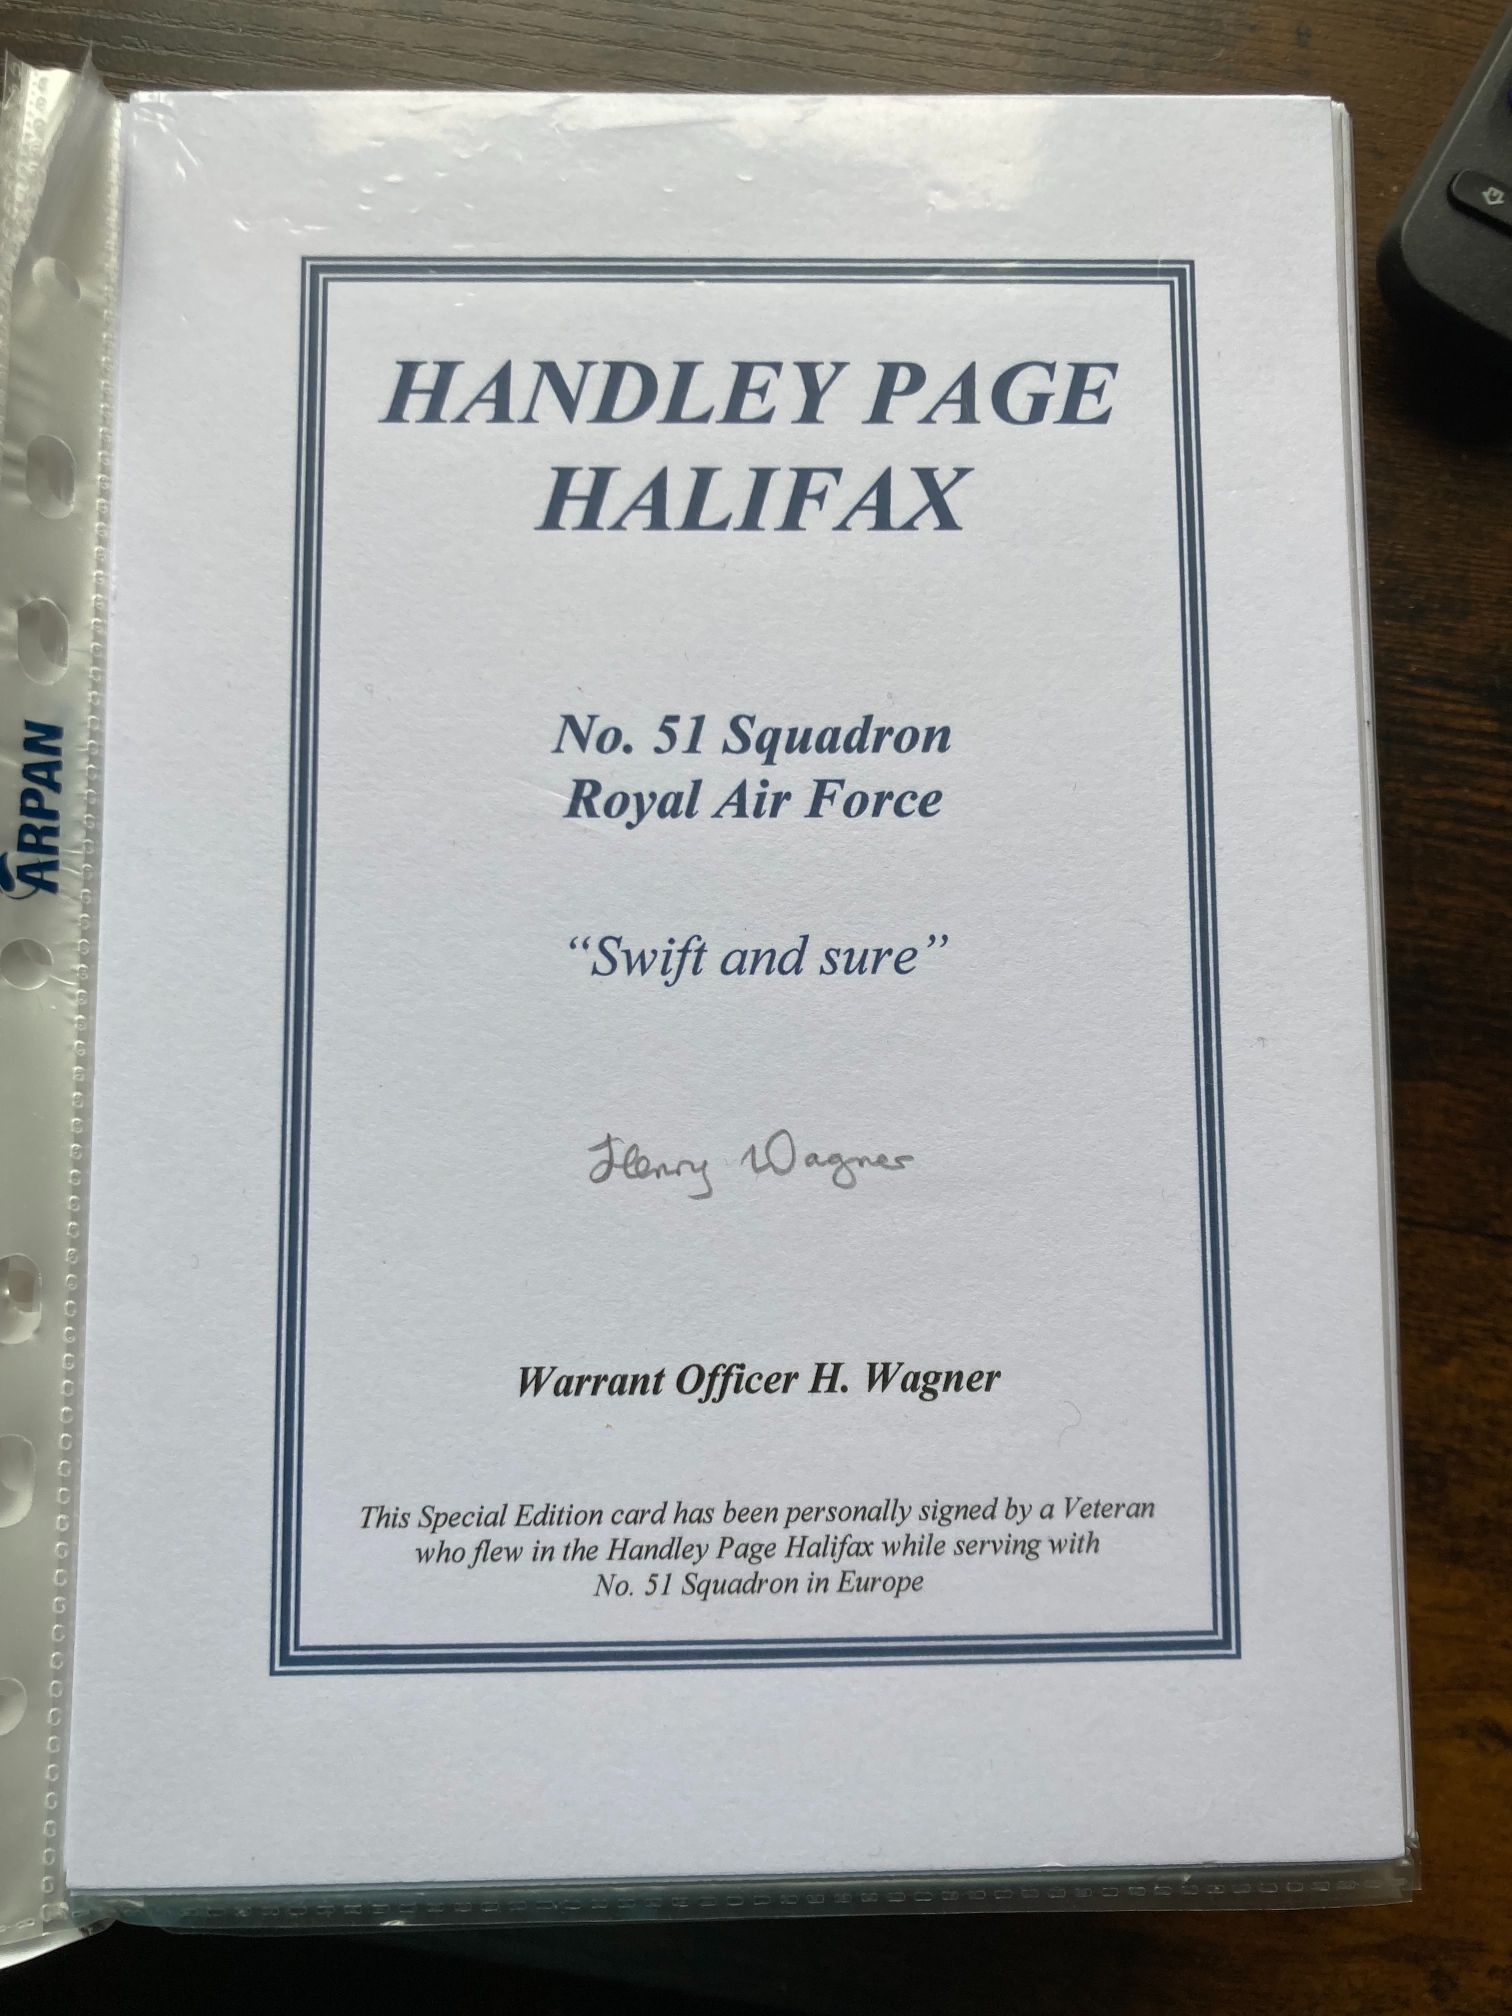 HANDLEY PAGE
HALIFAX
No. 51 Squadron
Royal Air Force
“Swift and sure”
Henry Wagner
Warrant Officer H. Wagner
This Special Edition card has been personally signed by a Veteran
who flew in the Handley Page Halifax while serving with
No. 51 Squadron in Europe
ARPAN